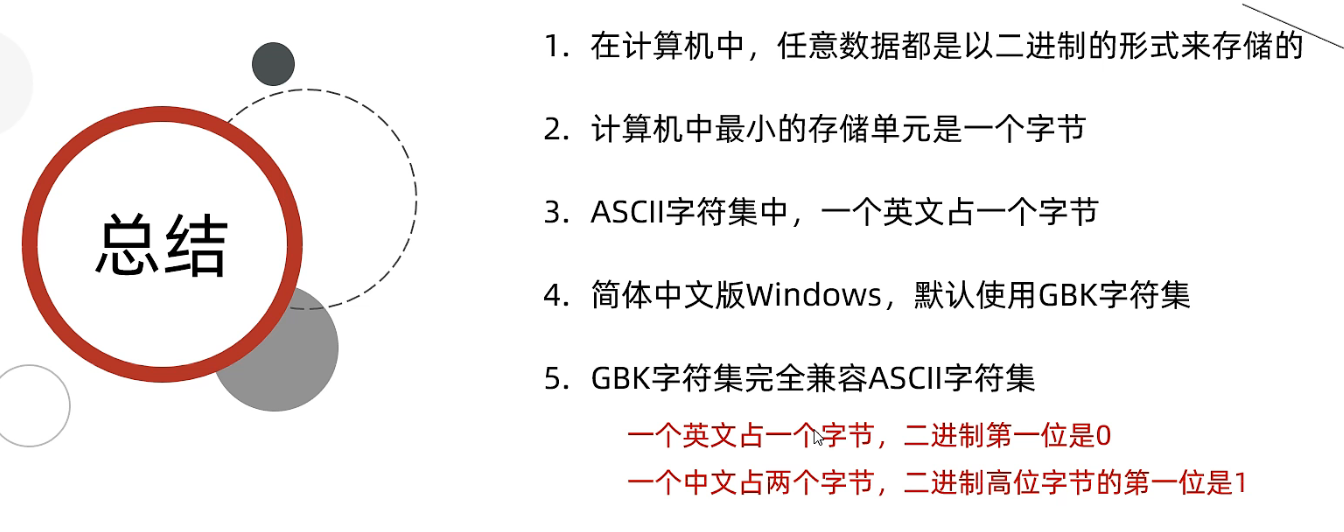 总结
1. 在计算机中，任意数据都是以二进制的形式来存储的
2. 计算机中最小的存储单元是一个字节
3. ASCII字符集中，一个英文占一个字节
4. 简体中文版Windows，默认使用GBK字符集
5. GBK字符集完全兼容ASCII字符集
一个英文占一个字节，二进制第一位是0
一个中文占两个字节，二进制高位字节的第一位是1